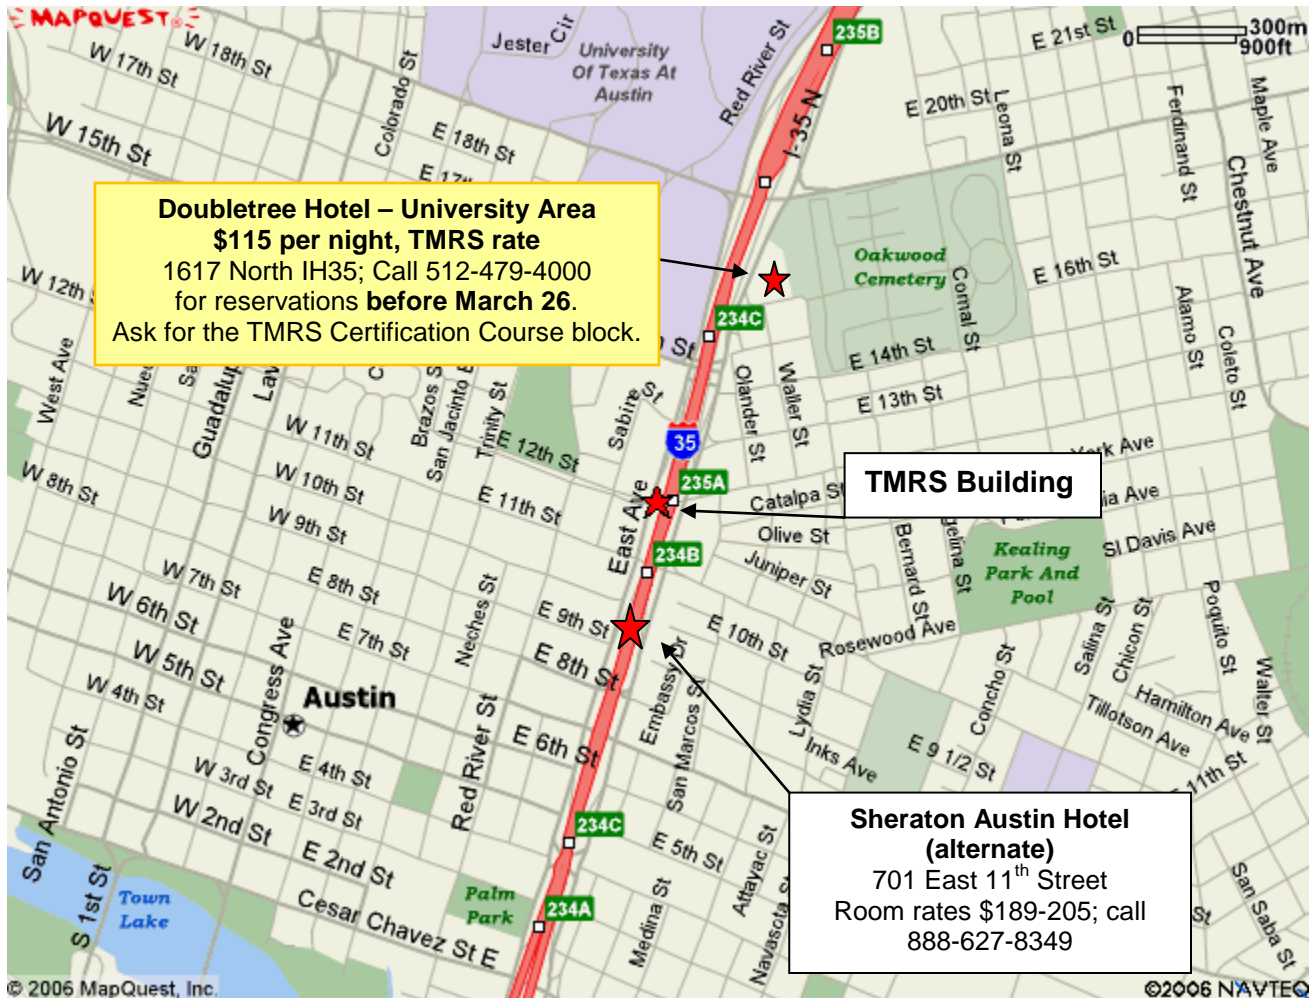 MAPQUEST
300m
0
900ft
W 18th St
W 17th St
W 15th St
Colorado St
E 18th St
Jester Cir
University
Of Texas At
Austin
Red River St
235B
I-35 N
E 21st St
E 20th St
Leona St
Ferdinand St
Maple Ave
Chestnut Ave
Doubletree Hotel – University Area
$115 per night, TMRS rate
1617 North IH35; Call 512-479-4000
for reservations before March 26.
Ask for the TMRS Certification Course block.
Oakwood
Cemetery
Comal St
E 16th St
Alamo St
Coleto St
W 12th
234C
E 14th St
E 13th St
Olander St
Waller St
West Ave
Brazos S
San Jacinto B
Trinity St
Sabine St
35
W 11th St
W 10th St
W 9th St
W 8th St
E 12th St
E 11th St
East Ave
235A
TMRS Building
Catalpa St
Olive St
Juniper St
Bernard St
Kealing
Park And
Pool
SI Davis Ave
234B
W 7th St
W 6th St
W 5th St
W 4th St
E 8th St
E 7th St
Neches St
E 9th St
E 8th St
E 10th St
Rosewood Ave
Embassy Dr
San Marcos St
Lydia St
Inks Ave
Concho St
E 9 1/2 St
Salina St
Chicon St
Poquito St
Walter St
Hamilton Ave
Tillotson Ave
11th St
Congress Ave
Austin
Red River St
E 6th St
San Antonio St
W 3rd St
W 2nd St
E 4th St
E 3rd St
E 2nd St
Cesar Chavez St E
S 1st St
Town
Lake
Palm
Park
234C
234A
E 5th St
Medina St
Attayac St
Navasota
Sheraton Austin Hotel
(alternate)
701 East 11th Street
Room rates $189-205; call
888-627-8349
St
San Saba St
© 2006 MapQuest, Inc.
©2006 NAVTEQ